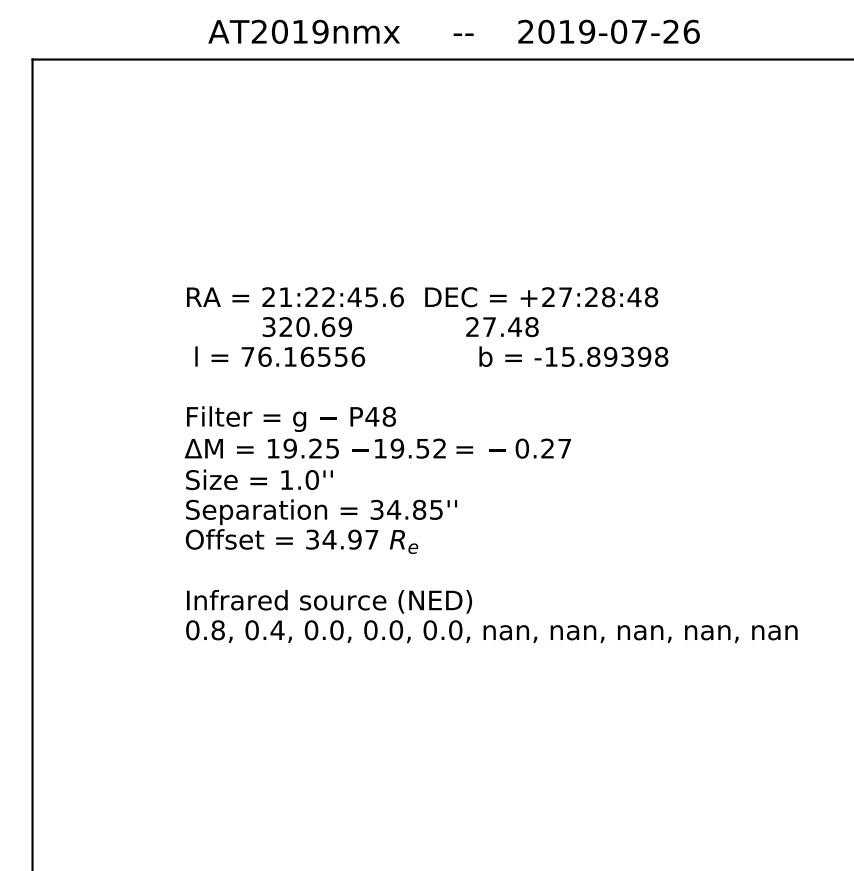 AT2019nmx -- 2019-07-26
RA = 21:22:45.6 DEC = +27:28:48
320.69 27.48
l = 76.16556 b = -15.89398
Filter = g − P48
ΔM = 19.25 −19.52 = − 0.27
Size = 1.0''
Separation = 34.85''
Offset = 34.97 Rₑ
Infrared source (NED)
0.8, 0.4, 0.0, 0.0, 0.0, nan, nan, nan, nan, nan